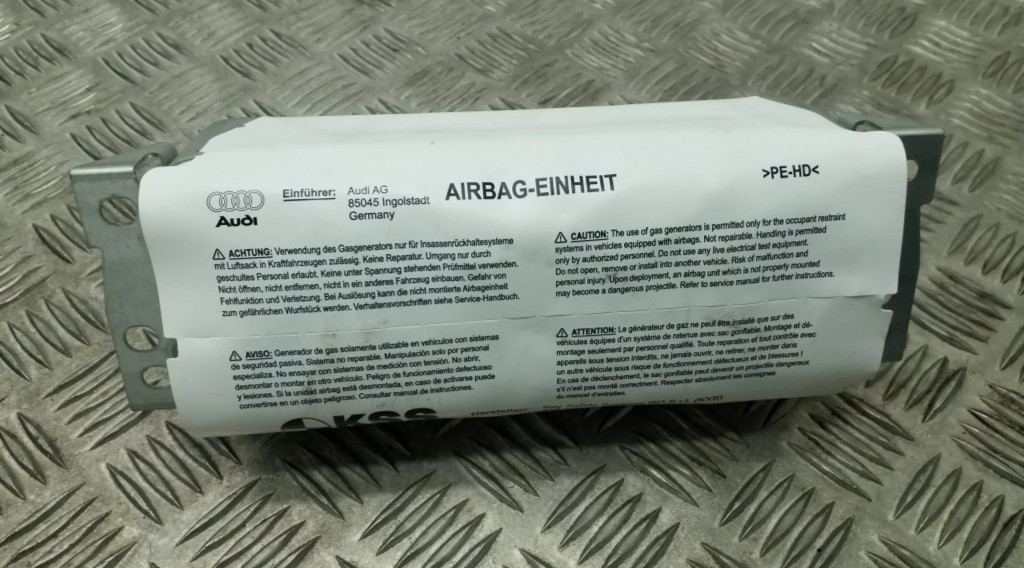 Audi
Einführer: Audi AG
85045 Ingolstadt
Germany
AIRBAG-EINHEIT
>PE-HD<
ACHTUNG: Verwendung des Gasgenerators nur für Insassenrückhaltesysteme
mit Luftsack in Kraftfahrzeugen zulässig. Keine Reparatur. Umgang nur durch
geschultes Personal erlaubt. Keine unter Spannung stehenden Prüfmittel verwenden.
Nicht öffnen, nicht entfernen, nicht in ein anderes Fahrzeug einbauen. Gefahr von
Fehlfunktion und Verletzung. Bei Auslösung kann die nicht montierte Airbageinheit
zum gefährlichen Wurfstück werden. Verhaltensvorschriften siehe Service-Handbuch.
CAUTION: The use of gas generators is permitted only for the occupant restraint
systems in vehicles equipped with airbags. Not repairable. Handling is permitted
only by authorized personnel. Do not use any live electrical test equipment.
Do not open, remove or install into another vehicle. Risk of malfunction and
personal injury. Upon deployment, an airbag unit which is not properly mounted
may become a dangerous projectile. Refer to service manual for further instructions.
AVISO: Generador de gas solamente utilizable en vehículos con sistemas
de seguridad pasiva. Sistema no reparable. Manipulación solo por personal
especializa. No ensayar con sistemas de medición con tensión. No abrir,
desmontar o montar en otro vehículo. Peligro de funcionamiento defectuoso
y lesiones. Si la unidad airbag está desmontada, en caso de activarse puede
convertirse en un objeto peligroso. Consultar manual de instrucciones.
ATTENTION: Le générateur de gaz ne peut être installé que sur des
véhicules équipés d'un système de retenue avec sac gonflable. Montage et dé-
montage seulement par personnel qualifié. Toute reparation et tout contrôle avec
appareils sous tension interdits, ne jamais ouvrir, ne retirer, ne monter dans
un autre véhicule sous risque de fonctionnement défectueux et de blessures !
En cas de déclenchement, le sac gonflable peut devenir un projectile dangereux
s'il n'est pas monté correctement. Respecter absolument les consignes
du manuel d'entretien.
KSS
Hersteller: